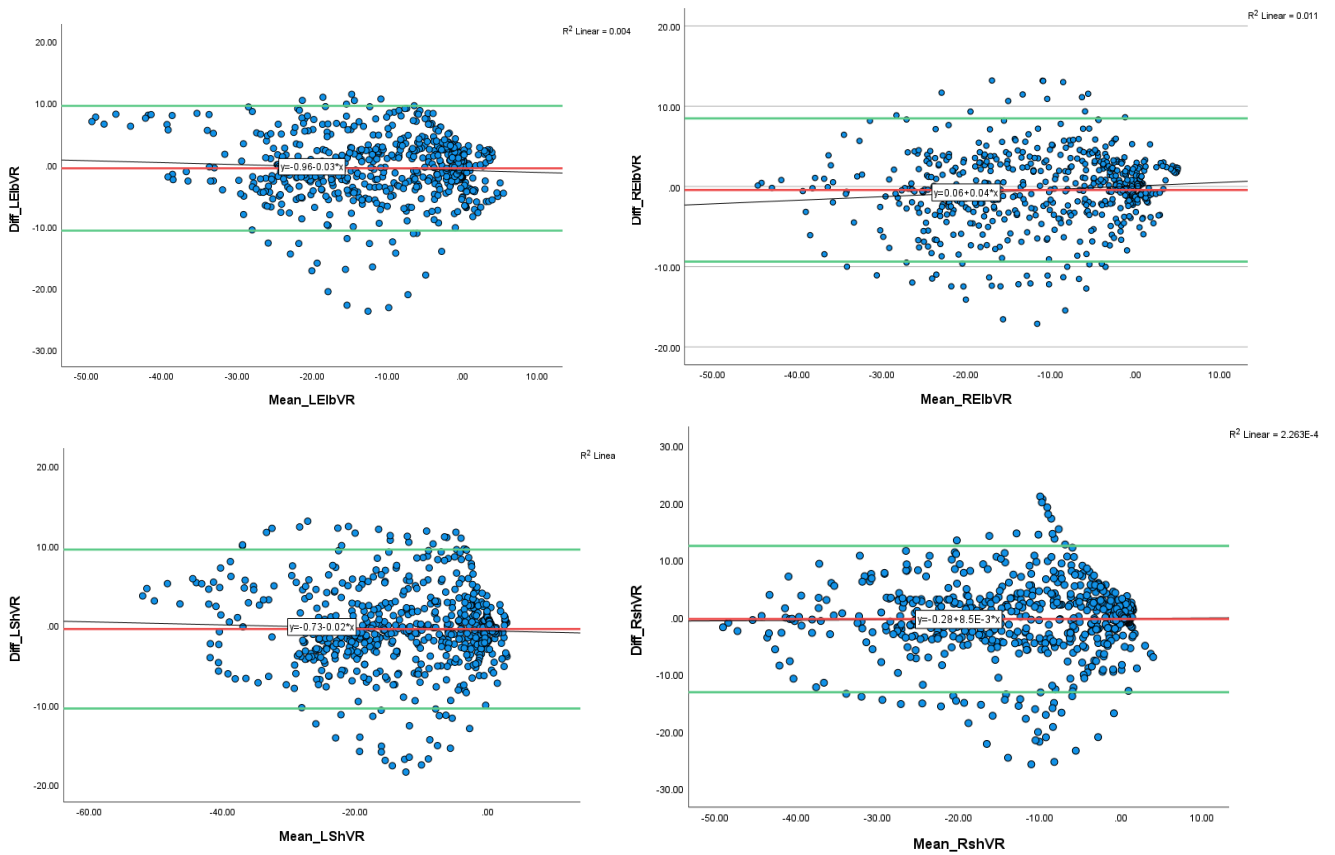 R2 Linear = 0.004
20.00
10.00
.00
-10.00
-20.00
-30.00
Diff_LElbVR
y=-0.96-0.03*x
-50.00 -40.00 -30.00 -20.00 -10.00 .00 10.00
Mean_LElbVR
R2 Linear = 0.011
20.00
10.00
.00
-10.00
-20.00
Diff_RElbVR
y=0.06+0.04*x
-50.00 -40.00 -30.00 -20.00 -10.00 .00 10.00
Mean_RElbVR
R2 Linea
20.00
10.00
.00
-10.00
-20.00
Diff_LShVR
y=-0.73-0.02*x
-60.00 -40.00 -20.00 .00
Mean_LShVR
R2 Linear = 2.263E-4
30.00
20.00
10.00
.00
-10.00
-20.00
-30.00
Diff_RshVR
y=-0.28+8.5E-3*x
-50.00 -40.00 -30.00 -20.00 -10.00 .00 10.00
Mean_RshVR